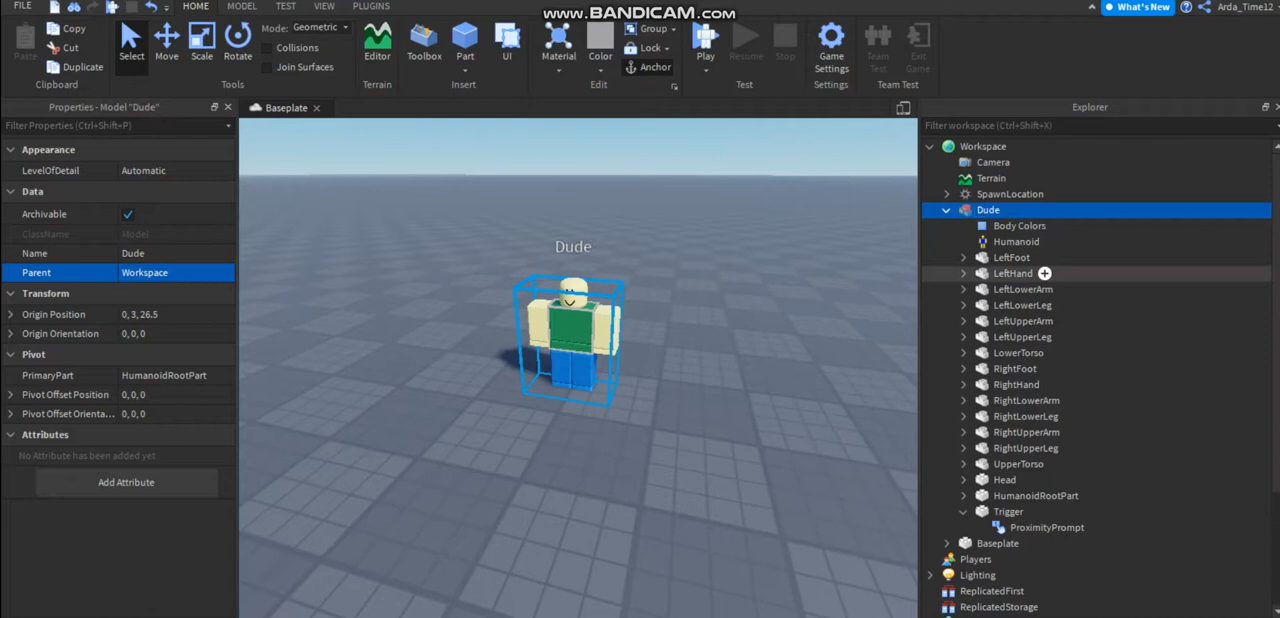 FILE HOME MODEL TEST VIEW PLUGINS
www.BANDICAM.com
What's New Arda_Time12
Copy
Cut
Duplicate
Paste
Clipboard
Select Move Scale Rotate
Mode: Geometric
Collisions
Join Surfaces
Tools
Editor
Terrain
Toolbox Part UI
Insert
Material Color
Group
Lock
Anchor
Edit
Play Resume Stop
Test
Game Settings
Settings
Team Test
Exit Game
Team Test
Properties - Model "Dude"
Filter Properties (Ctrl+Shift+P)
Appearance
LevelOfDetail Automatic
Data
Archivable
ClassName Model
Name Dude
Parent Workspace
Transform
Origin Position 0, 3, 26.5
Origin Orientation 0, 0, 0
Pivot
PrimaryPart HumanoidRootPart
Pivot Offset Position 0, 0, 0
Pivot Offset Orienta... 0, 0, 0
Attributes
No Attribute has been added yet
Add Attribute
Baseplate
Dude
Explorer
Filter workspace (Ctrl+Shift+X)
Workspace
Camera
Terrain
SpawnLocation
Dude
Body Colors
Humanoid
LeftFoot
LeftHand
LeftLowerArm
LeftLowerLeg
LeftUpperArm
LeftUpperLeg
LowerTorso
RightFoot
RightHand
RightLowerArm
RightLowerLeg
RightUpperArm
RightUpperLeg
UpperTorso
Head
HumanoidRootPart
Trigger
ProximityPrompt
Baseplate
Players
Lighting
ReplicatedFirst
ReplicatedStorage